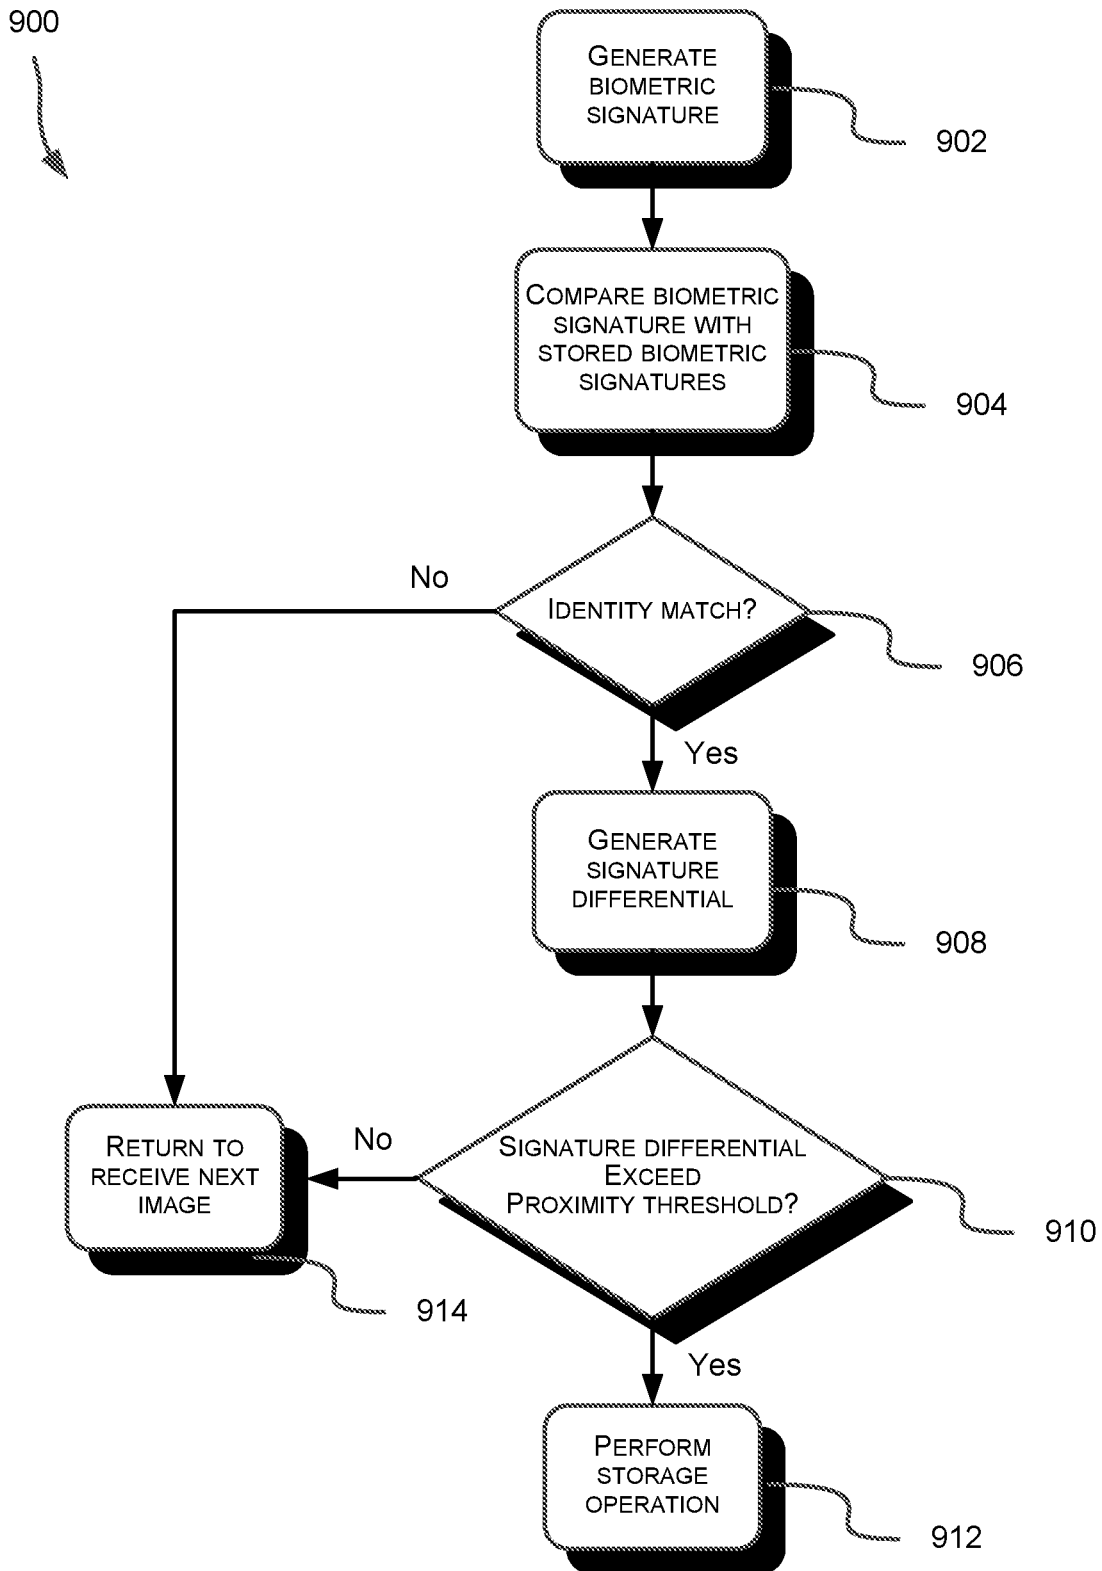 900
GENERATE
BIOMETRIC
SIGNATURE
902
COMPARE BIOMETRIC
SIGNATURE WITH
STORED BIOMETRIC
SIGNATURES
904
No
IDENTITY MATCH?
906
Yes
GENERATE
SIGNATURE
DIFFERENTIAL
908
SIGNATURE DIFFERENTIAL
EXCEED
PROXIMITY THRESHOLD?
910
No
RETURN TO
RECEIVE NEXT
IMAGE
914
Yes
PERFORM
STORAGE
OPERATION
912